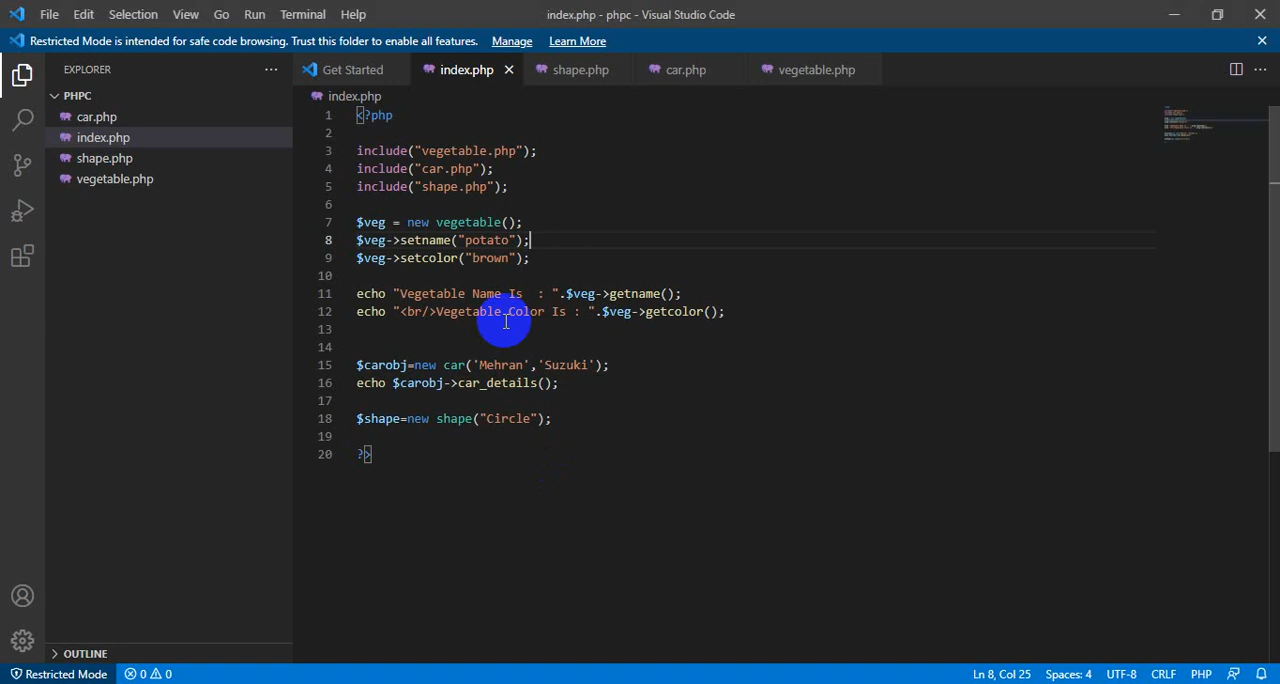 File Edit Selection View Go Run Terminal Help index.php - phpc - Visual Studio Code
Restricted Mode is intended for safe code browsing. Trust this folder to enable all features. Manage Learn More
EXPLORER
PHPC
car.php
index.php
shape.php
vegetable.php
OUTLINE
Get Started index.php shape.php car.php vegetable.php
index.php
1 <?php
2
3 include("vegetable.php");
4 include("car.php");
5 include("shape.php");
6
7 $veg = new vegetable();
8 $veg->setname("potato");
9 $veg->setcolor("brown");
10
11 echo "Vegetable Name Is  : ".$veg->getname();
12 echo "<br/>Vegetable Color Is : ".$veg->getcolor();
13
14
15 $carobj=new car('Mehran','Suzuki');
16 echo $carobj->car_details();
17
18 $shape=new shape("Circle");
19
20 ?>
Restricted Mode 0 0 Ln 8, Col 25 Spaces: 4 UTF-8 CRLF PHP